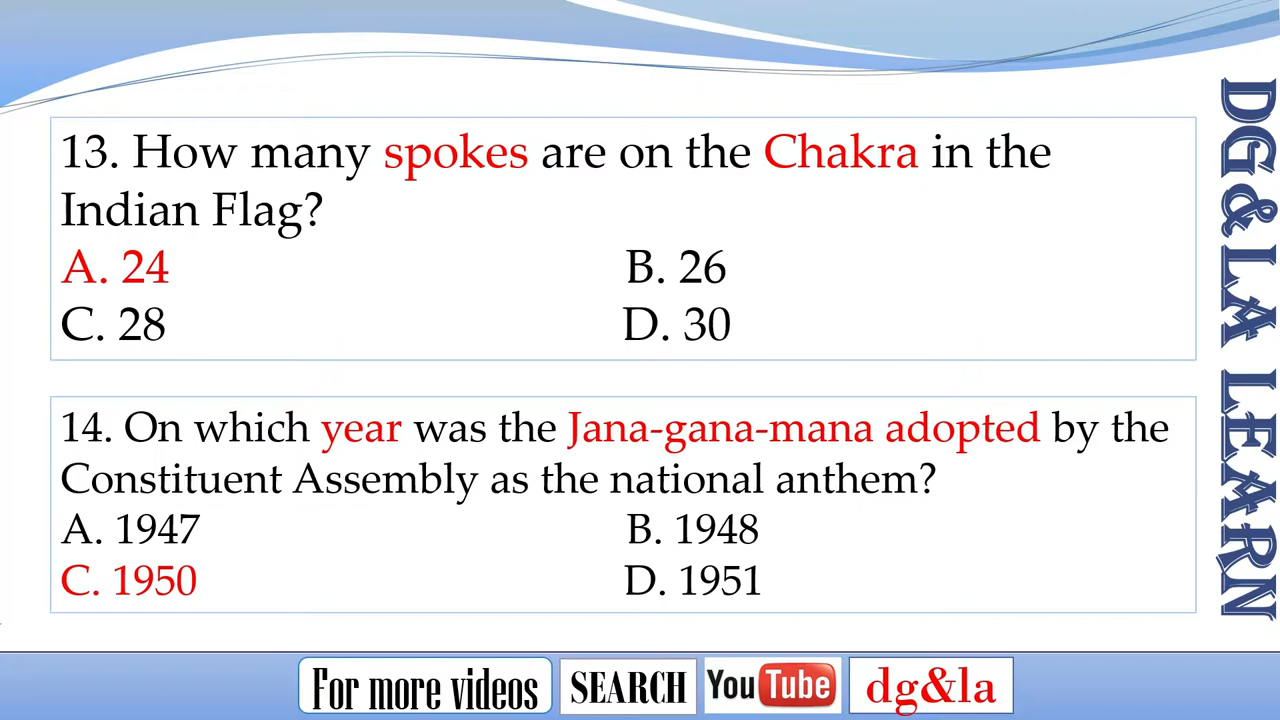 13. How many spokes are on the Chakra in the
Indian Flag?
A. 24 B. 26
C. 28 D. 30
14. On which year was the Jana-gana-mana adopted by the
Constituent Assembly as the national anthem?
A. 1947 B. 1948
C. 1950 D. 1951
DG&LA LEARN
For more videos SEARCH YouTube dg&la